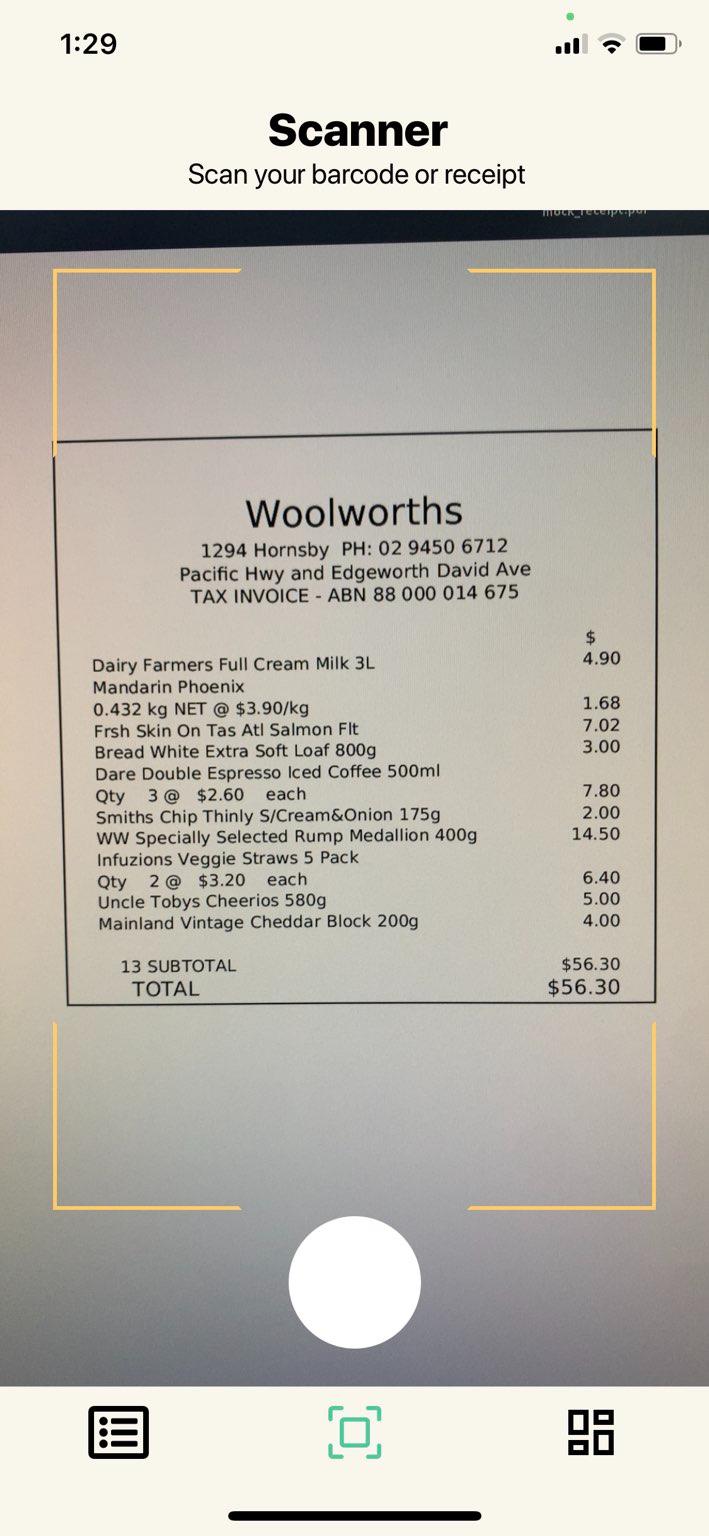 1:29
Scanner
Scan your barcode or receipt
mock_receipt.pdf
Woolworths
1294 Hornsby PH: 02 9450 6712
Pacific Hwy and Edgeworth David Ave
TAX INVOICE - ABN 88 000 014 675
$
Dairy Farmers Full Cream Milk 3L 4.90
Mandarin Phoenix
0.432 kg NET @ $3.90/kg 1.68
Frsh Skin On Tas Atl Salmon Flt 7.02
Bread White Extra Soft Loaf 800g 3.00
Dare Double Espresso Iced Coffee 500ml
Qty 3 @ $2.60 each 7.80
Smiths Chip Thinly S/Cream&Onion 175g 2.00
WW Specially Selected Rump Medallion 400g 14.50
Infuzions Veggie Straws 5 Pack
Qty 2 @ $3.20 each 6.40
Uncle Tobys Cheerios 580g 5.00
Mainland Vintage Cheddar Block 200g 4.00
13 SUBTOTAL $56.30
TOTAL $56.30